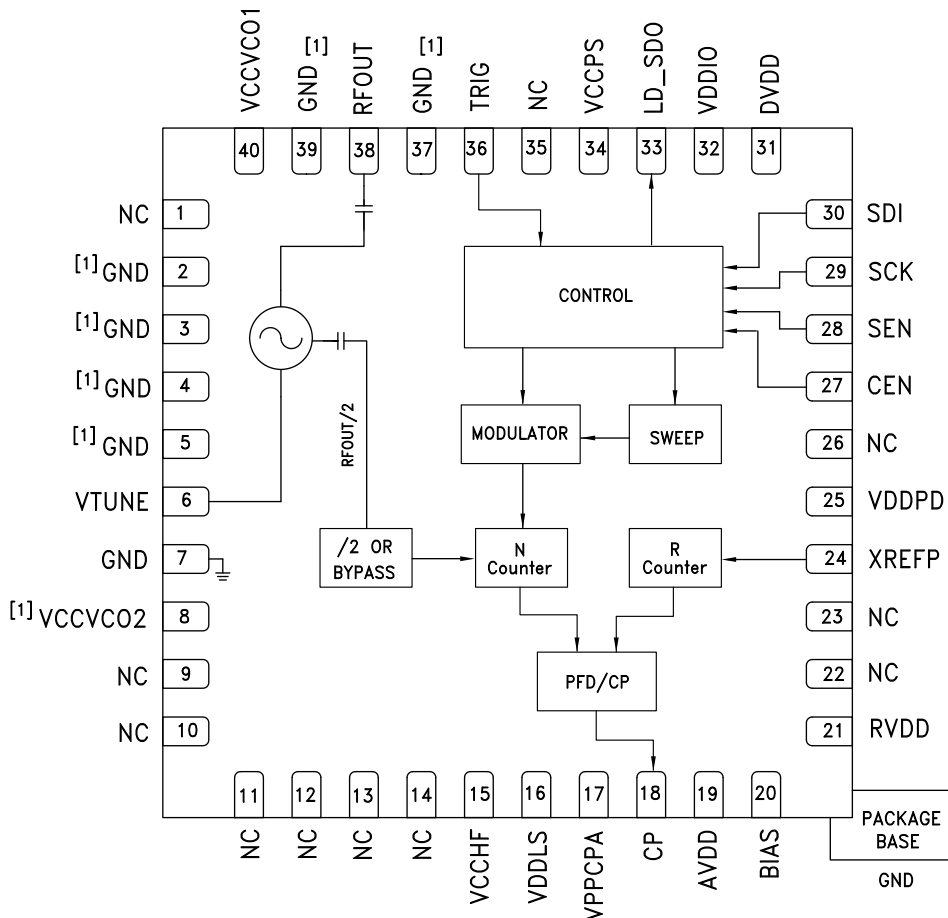 VCCVCO1
GND [1]
RFOUT
GND [1]
TRIG
NC
VCCPS
LD_SDO
VDDIO
DVDD
40
39
38
37
36
35
34
33
32
31
NC 1
[1] GND 2
[1] GND 3
[1] GND 4
[1] GND 5
VTUNE 6
GND 7
[1] VCCVCO2 8
NC 9
NC 10
30 SDI
29 SCK
28 SEN
27 CEN
26 NC
25 VDDPD
24 XREFP
23 NC
22 NC
21 RVDD
CONTROL
MODULATOR
SWEEP
RFOUT/2
/2 OR
BYPASS
N
Counter
R
Counter
PFD/CP
11
12
13
14
15
16
17
18
19
20
NC
NC
NC
NC
VCCHF
VDDLS
VPPCPA
CP
AVDD
BIAS
PACKAGE
BASE
GND